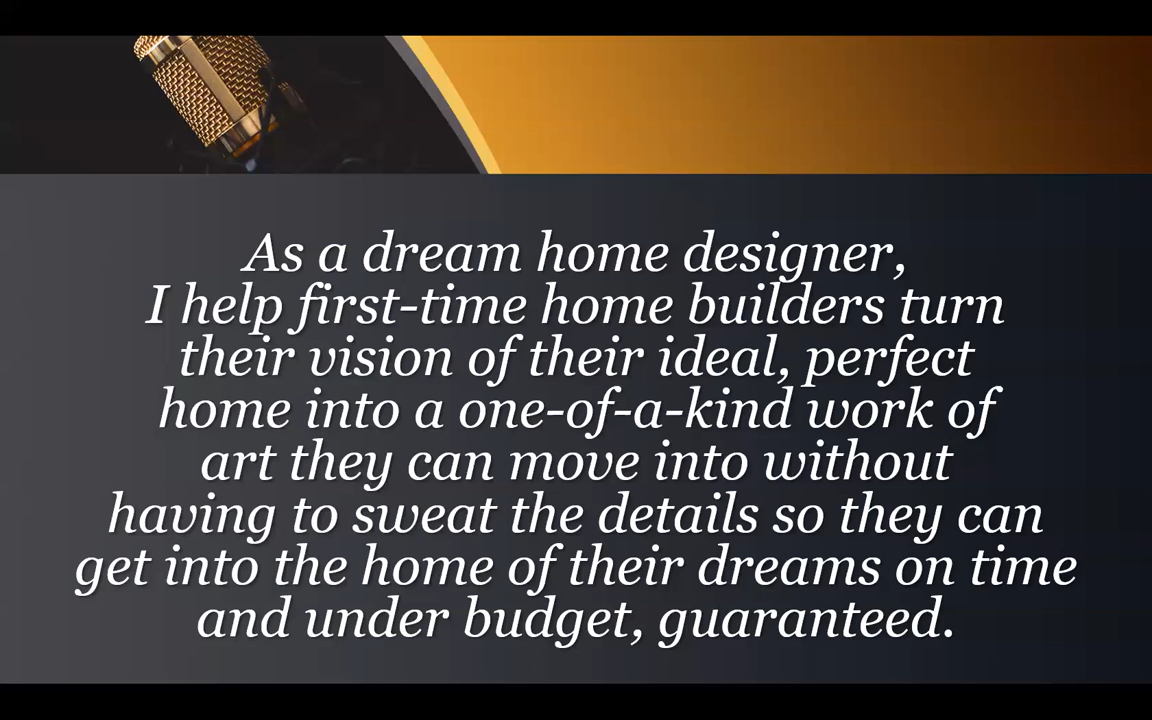 As a dream home designer,
I help first-time home builders turn
their vision of their ideal, perfect
home into a one-of-a-kind work of
art they can move into without
having to sweat the details so they can
get into the home of their dreams on time
and under budget, guaranteed.